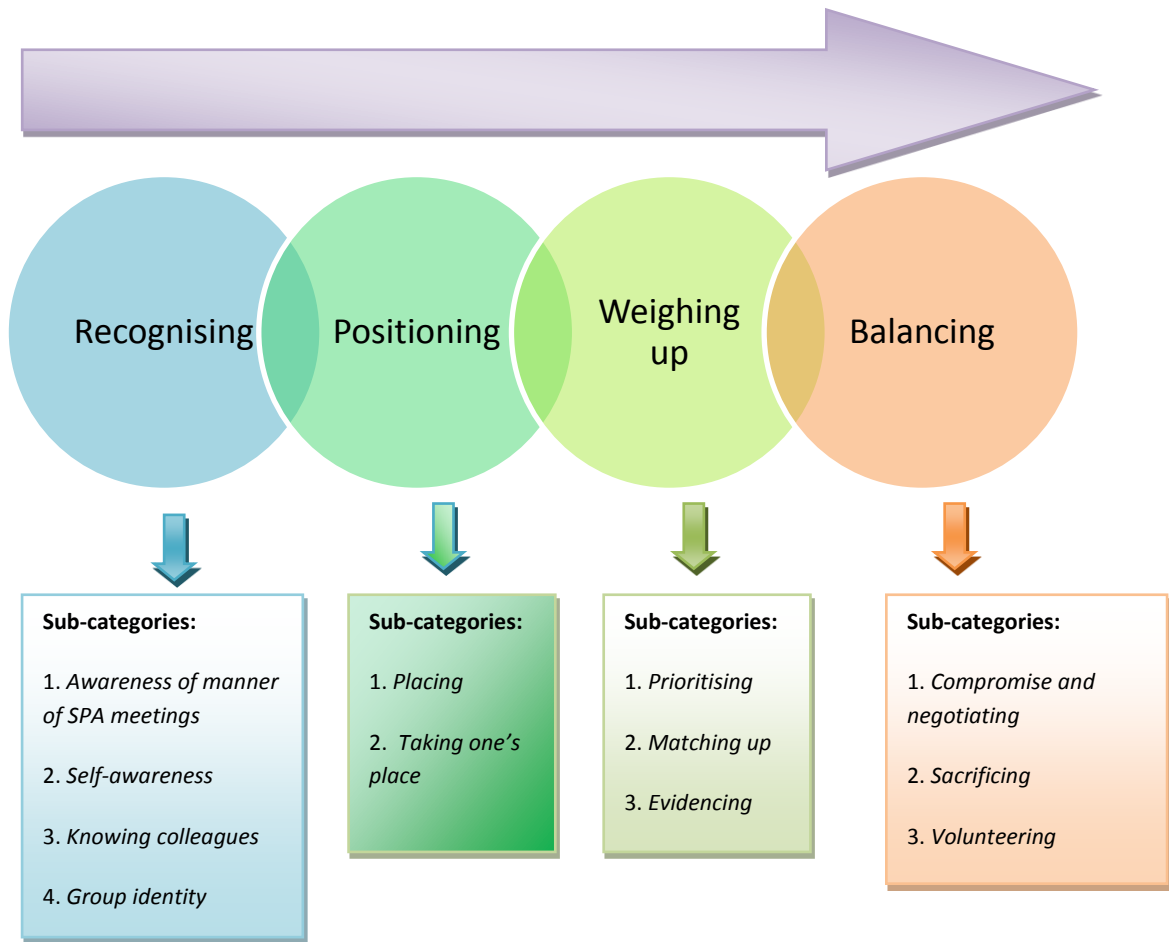 Recognising
Positioning
Weighing
up
Balancing
Sub-categories:
1. Awareness of manner
of SPA meetings
2. Self-awareness
3. Knowing colleagues
4. Group identity
Sub-categories:
1. Placing
2. Taking one’s
place
Sub-categories:
1. Prioritising
2. Matching up
3. Evidencing
Sub-categories:
1. Compromise and
negotiating
2. Sacrificing
3. Volunteering